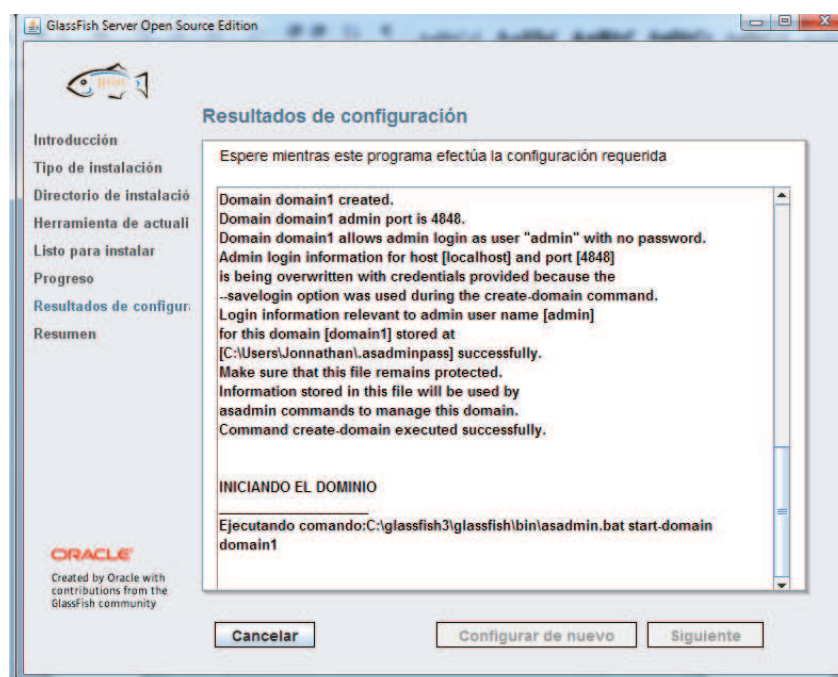 GlassFish Server Open Source Edition
Resultados de configuración
Introducción
Tipo de instalación
Directorio de instalació
Herramienta de actuali
Listo para instalar
Progreso
Resultados de configur
Resumen
Espere mientras este programa efectúa la configuración requerida
Domain domain1 created.
Domain domain1 admin port is 4848.
Domain domain1 allows admin login as user "admin" with no password.
Admin login information for host [localhost] and port [4848]
is being overwritten with credentials provided because the
--savelogin option was used during the create-domain command.
Login information relevant to admin user name [admin]
for this domain [domain1] stored at
[C:\Users\Jonnathan\.asadminpass] successfully.
Make sure that this file remains protected.
Information stored in this file will be used by
asadmin commands to manage this domain.
Command create-domain executed successfully.
INICIANDO EL DOMINIO
Ejecutando comando:C:\glassfish3\glassfish\bin\asadmin.bat start-domain
domain1
ORACLE
Created by Oracle with
contributions from the
GlassFish community
Cancelar
Configurar de nuevo
Siguiente